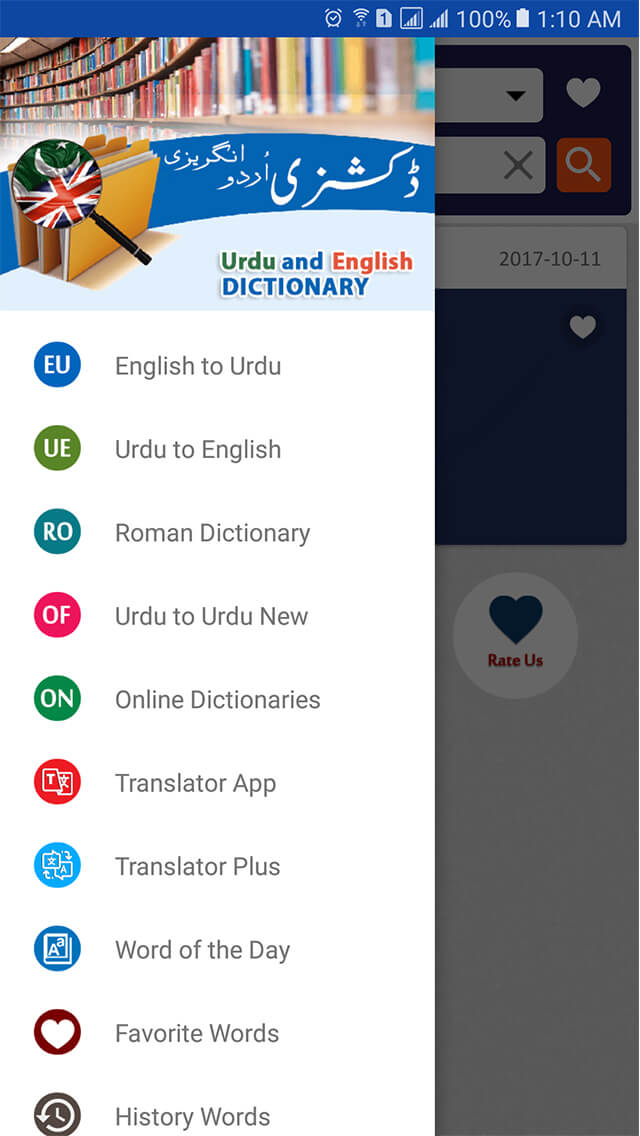 1 100% 1:10 AM
ڈکشنری
انگریزی
اُردو
Urdu and English
DICTIONARY
EU English to Urdu
UE Urdu to English
RO Roman Dictionary
OF Urdu to Urdu New
ON Online Dictionaries
Translator App
Translator Plus
Word of the Day
Favorite Words
History Words
2017-10-11
Rate Us